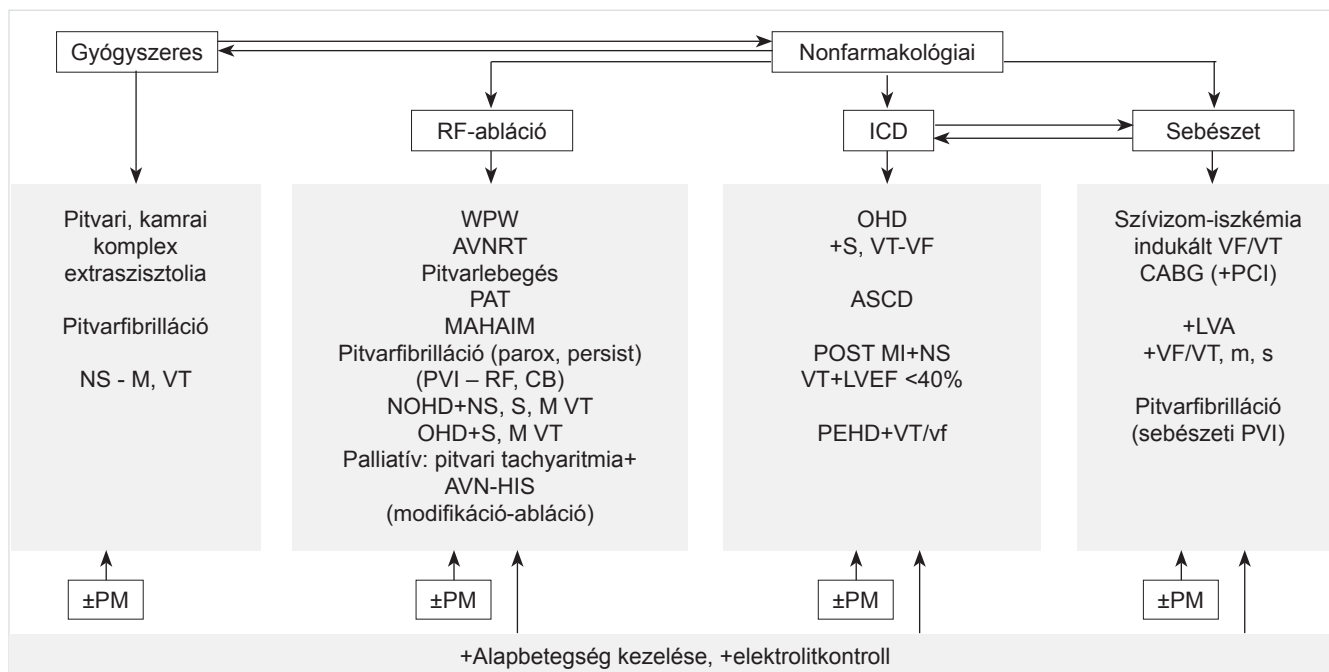 Gyógyszeres
Nonfarmakológiai
RF-abláció
ICD
Sebészet
Pitvari, kamrai
komplex
extraszisztolia
Pitvarfibrilláció
NS - M, VT
WPW
AVNRT
Pitvarlebegés
PAT
MAHAIM
Pitvarfibrilláció (parox, persist)
(PVI – RF, CB)
NOHD+NS, S, M VT
OHD+S, M VT
Palliatív: pitvari tachyaritmia+
AVN-HIS
(modifikáció-abláció)
OHD
+S, VT-VF
ASCD
POST MI+NS
VT+LVEF <40%
PEHD+VT/vf
Szívizom-iszkémia
indukált VF/VT
CABG (+PCI)
+LVA
+VF/VT, m, s
Pitvarfibrilláció
(sebészeti PVI)
±PM
±PM
±PM
±PM
+Alapbetegség kezelése, +elektrolitkontroll